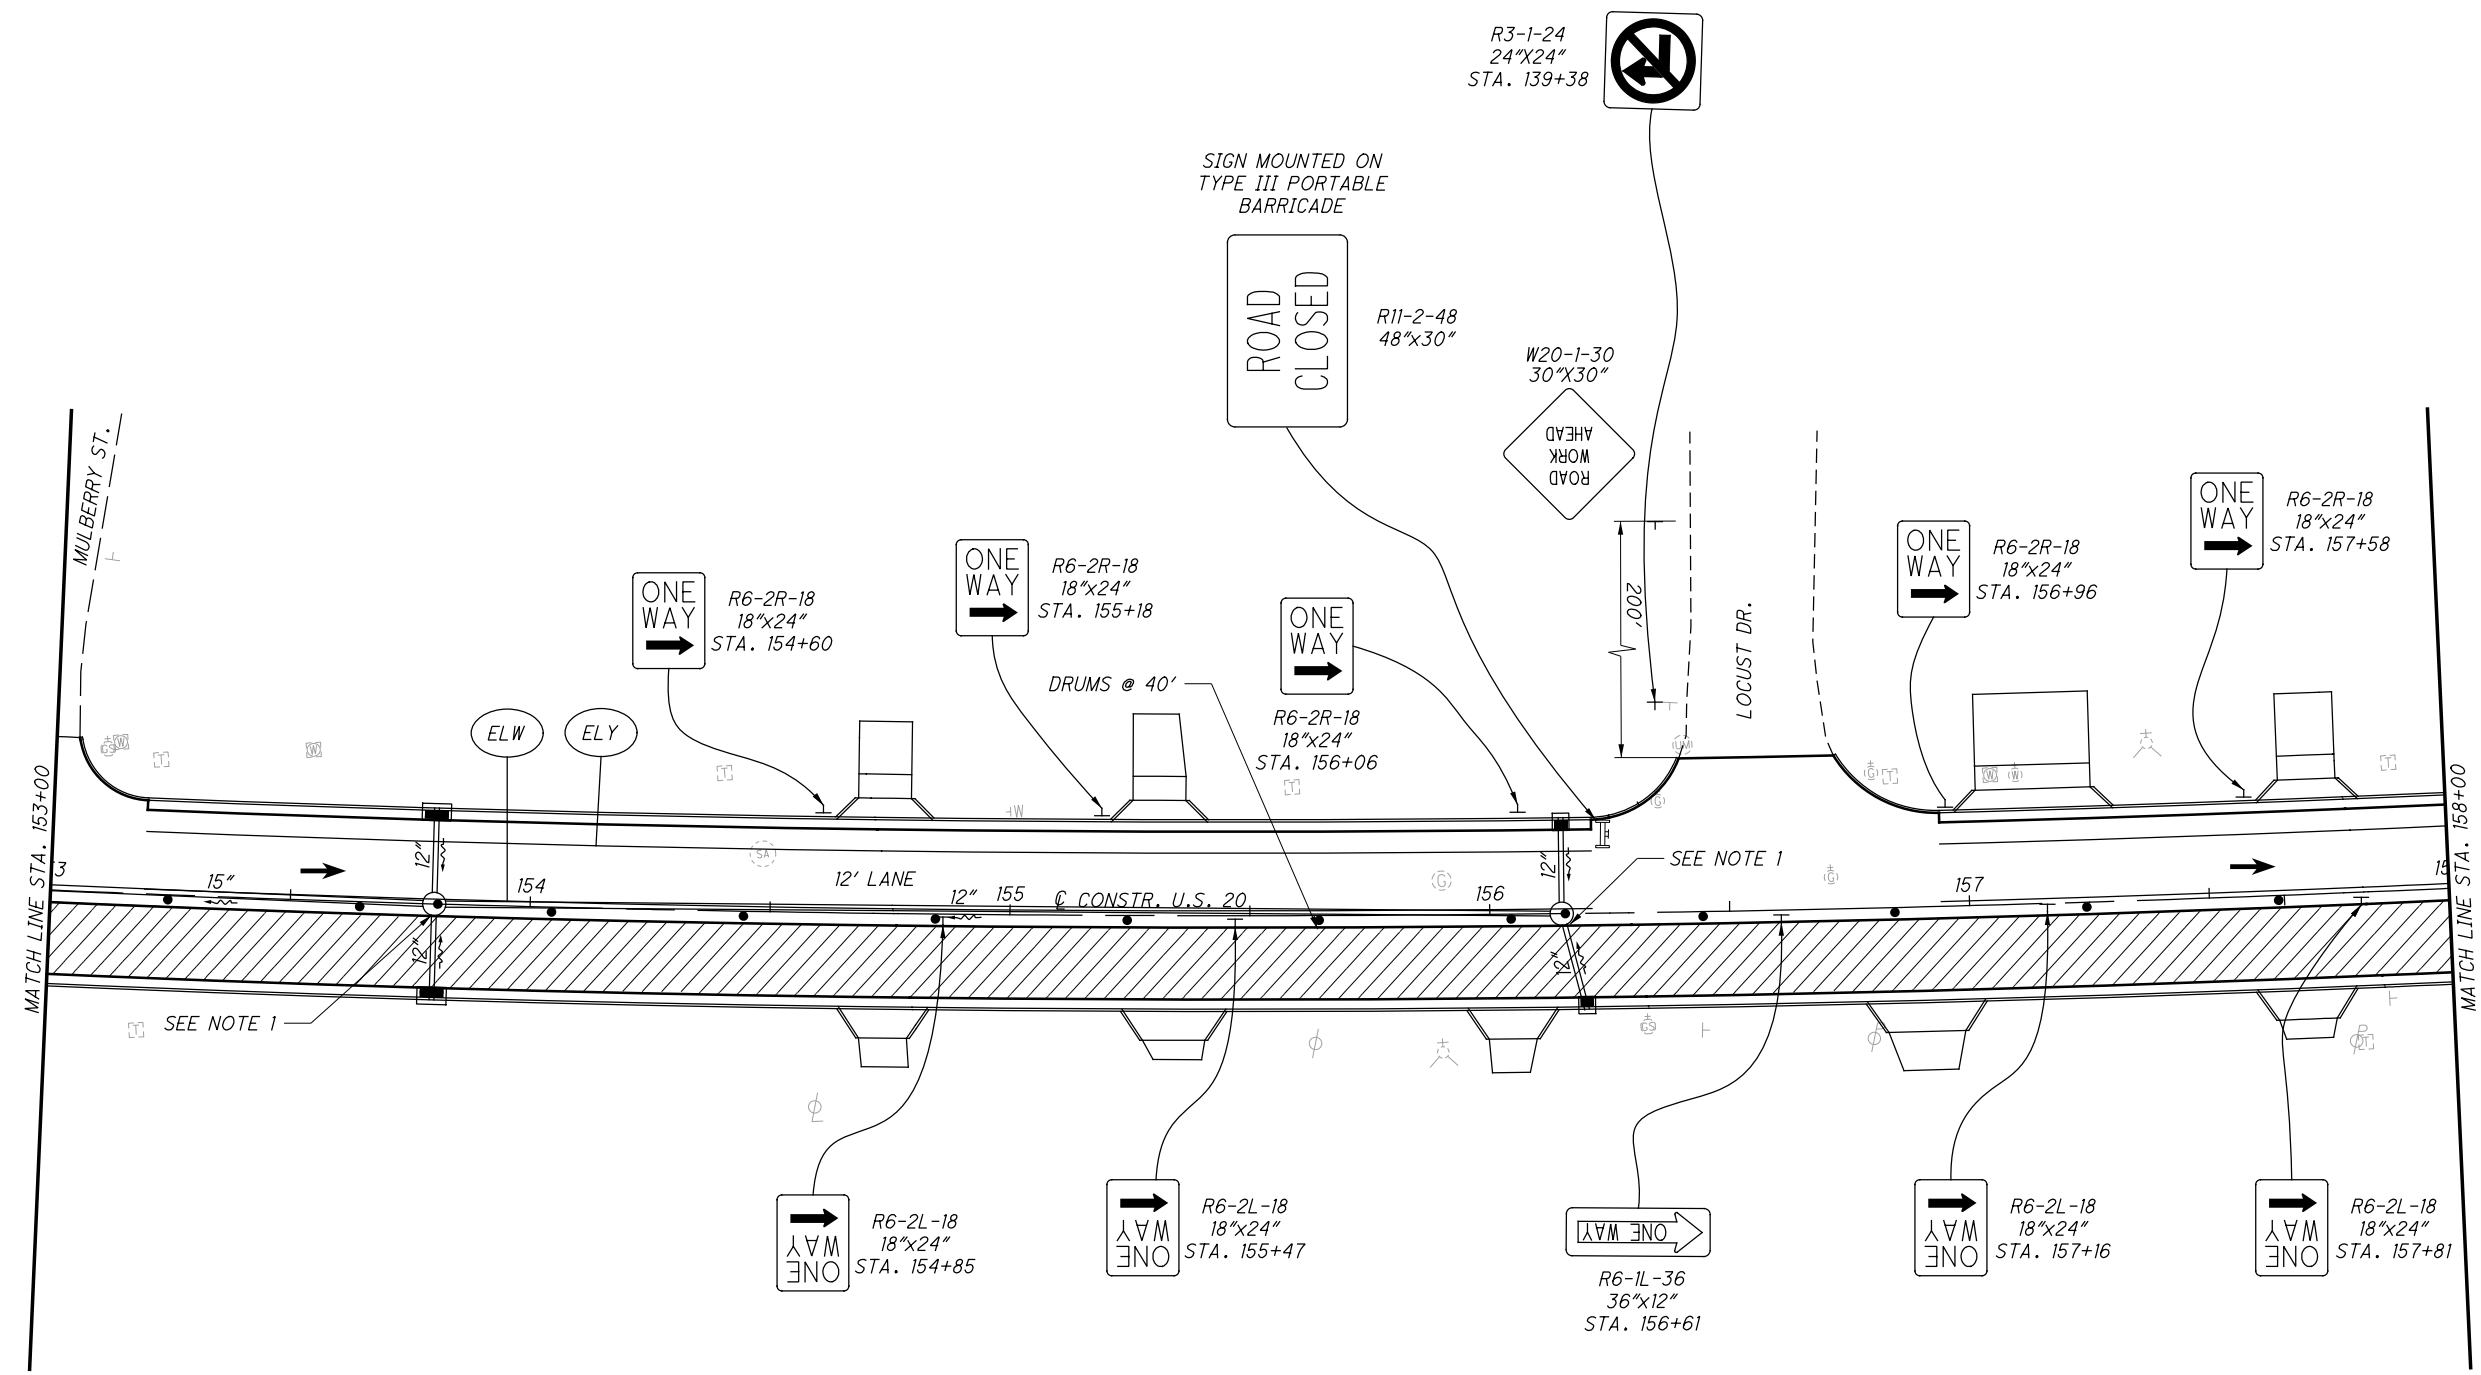 R3-1-24
24"X24"
STA. 139+38
SIGN MOUNTED ON
TYPE III PORTABLE
BARRICADE
ROAD
CLOSED
R11-2-48
48"x30"
W20-1-30
30"X30"
ROAD
WORK
AHEAD
MULBERRY ST.
ONE
WAY
R6-2R-18
18"x24"
STA. 154+60
ONE
WAY
R6-2R-18
18"x24"
STA. 155+18
ONE
WAY
R6-2R-18
18"x24"
STA. 156+06
ONE
WAY
R6-2R-18
18"x24"
STA. 156+96
ONE
WAY
R6-2R-18
18"x24"
STA. 157+58
200'
LOCUST DR.
DRUMS @ 40'
ELW
ELY
GS
W
T
W
T
W
T
UM
G
G
T
W
W
T
MATCH LINE STA. 153+00
3
15"
12"
154
SA
12' LANE
12"
155
℄ CONSTR. U.S. 20
G
156
12"
SEE NOTE 1
G
157
15
MATCH LINE STA. 158+00
12"
12"
T
SEE NOTE 1
GS
P
P
T
ONE
WAY
R6-2L-18
18"x24"
STA. 154+85
ONE
WAY
R6-2L-18
18"x24"
STA. 155+47
ONE WAY
R6-1L-36
36"x12"
STA. 156+61
ONE
WAY
R6-2L-18
18"x24"
STA. 157+16
ONE
WAY
R6-2L-18
18"x24"
STA. 157+81